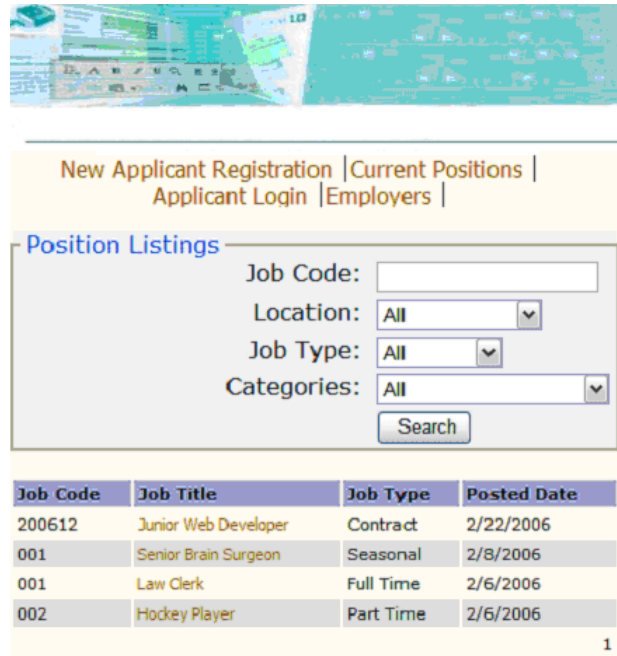 New Applicant Registration |Current Positions |
Applicant Login |Employers |
Position Listings
Job Code:
Location: All
Job Type: All
Categories: All
Search
Job Code Job Title Job Type Posted Date
200612 Junior Web Developer Contract 2/22/2006
001 Senior Brain Surgeon Seasonal 2/8/2006
001 Law Clerk Full Time 2/6/2006
002 Hockey Player Part Time 2/6/2006
1